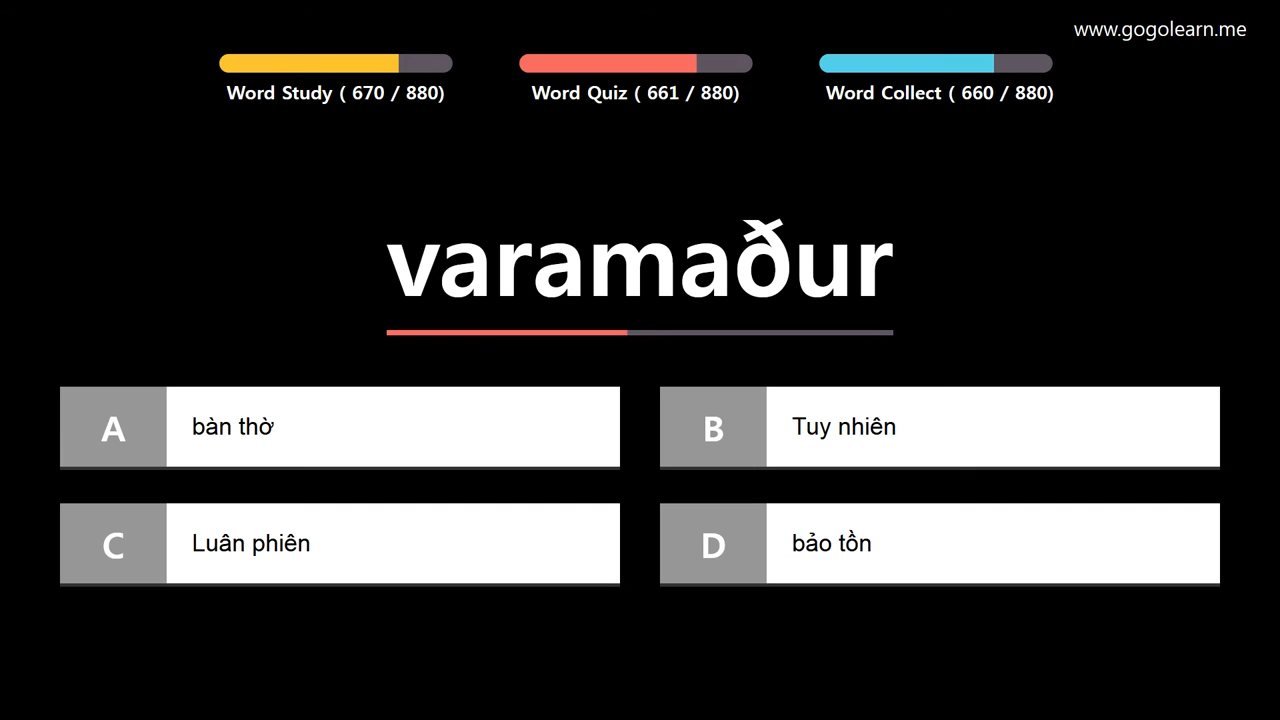 www.gogolearn.me
Word Study ( 670 / 880)
Word Quiz ( 661 / 880)
Word Collect ( 660 / 880)
varamaður
A
bàn thờ
B
Tuy nhiên
C
Luân phiên
D
bảo tồn